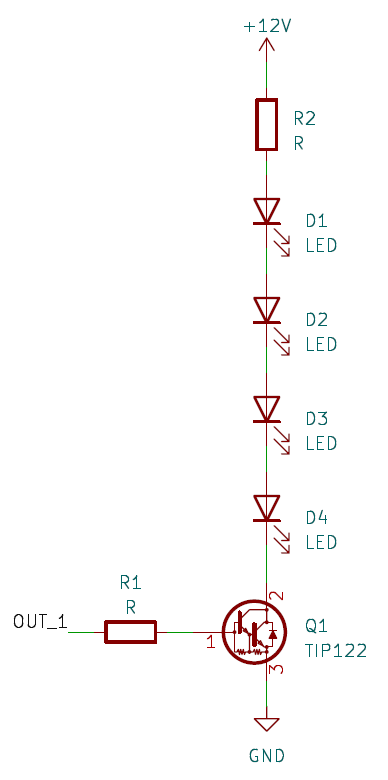 +12V
R2
R
D1
LED
D2
LED
D3
LED
D4
LED
R1
R
OUT_1
1
2
3
Q1
TIP122
GND